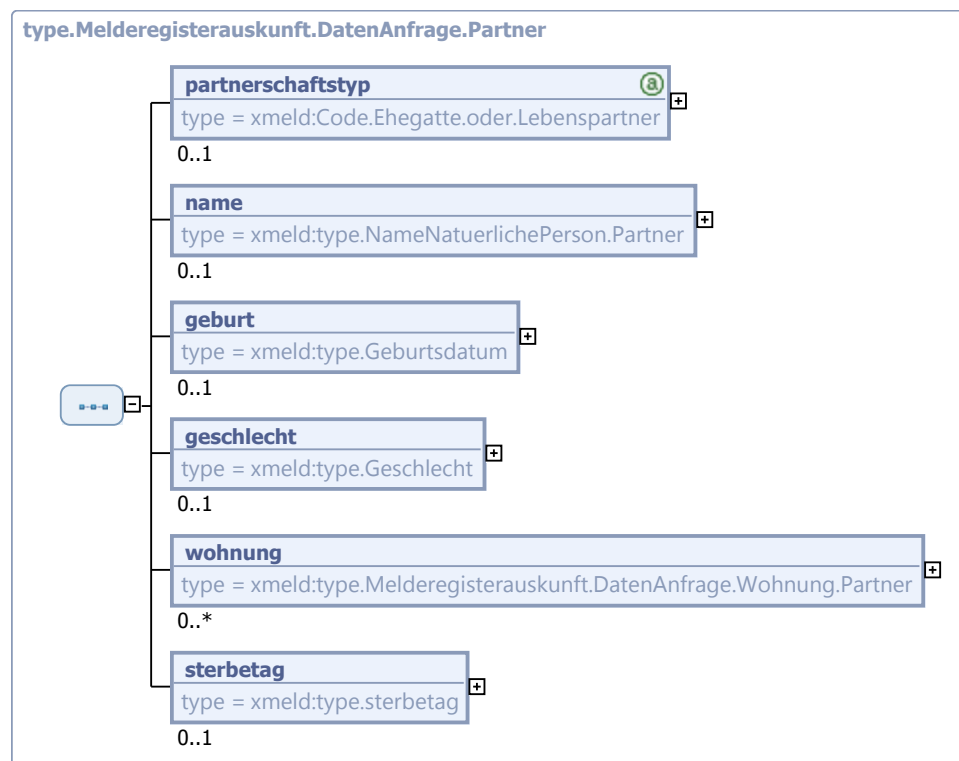 type.Melderegisterauskunft.DatenAnfrage.Partner
partnerschaftstyp
a
type = xmeld:Code.Ehegatte.oder.Lebenspartner
0..1
name
type = xmeld:type.NameNatuerlichePerson.Partner
0..1
geburt
type = xmeld:type.Geburtsdatum
0..1
geschlecht
type = xmeld:type.Geschlecht
0..1
wohnung
type = xmeld:type.Melderegisterauskunft.DatenAnfrage.Wohnung.Partner
0..*
sterbetag
type = xmeld:type.sterbetag
0..1